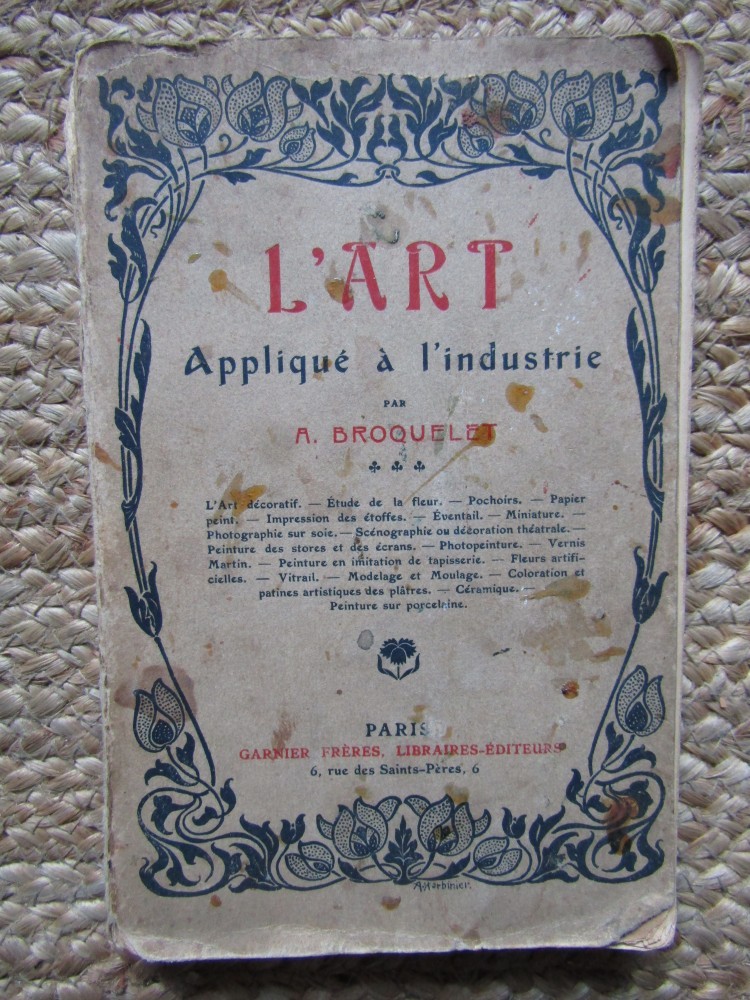 L'ART
Appliqué à l'industrie
PAR
A. BROQUELET
L'Art décoratif. — Étude de la fleur. — Pochoirs. — Papier
peint. — Impression des étoffes. — Éventail. — Miniature. —
Photographie sur soie. — Scénographie ou décoration théatrale. —
Peinture des stores et des écrans. — Photopeinture. — Vernis
Martin. — Peinture en imitation de tapisserie. — Fleurs artifi-
cielles. — Vitrail. — Modelage et Moulage. — Coloration et
patines artistiques des plâtres. — Céramique. —
Peinture sur porcelaine.
PARIS
GARNIER FRÈRES, LIBRAIRES-ÉDITEURS
6, rue des Saints-Pères, 6
A. Herbinier.